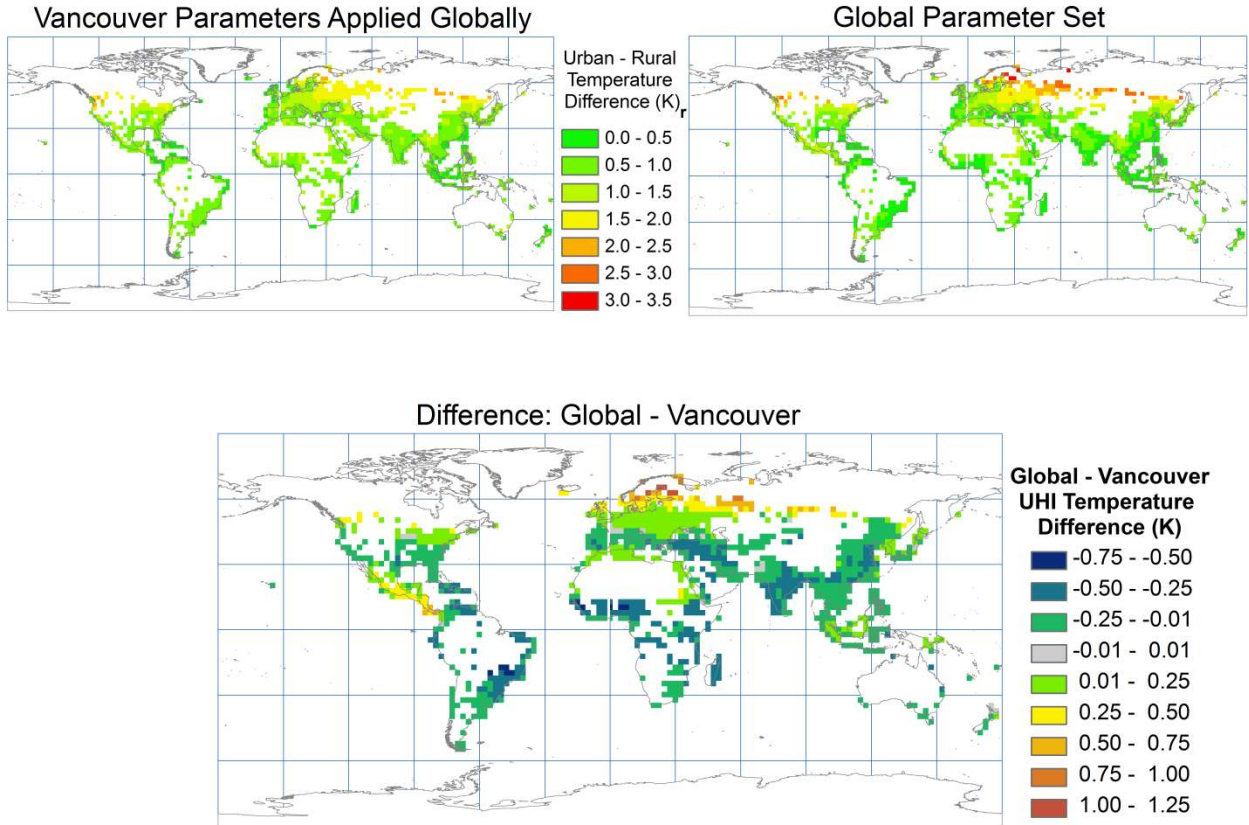 Vancouver Parameters Applied Globally
Urban - Rural
Temperature
Difference (K)r
0.0 - 0.5
0.5 - 1.0
1.0 - 1.5
1.5 - 2.0
2.0 - 2.5
2.5 - 3.0
3.0 - 3.5
Global Parameter Set
Difference: Global - Vancouver
Global - Vancouver
UHI Temperature
Difference (K)
-0.75 - -0.50
-0.50 - -0.25
-0.25 - -0.01
-0.01 - 0.01
0.01 - 0.25
0.25 - 0.50
0.50 - 0.75
0.75 - 1.00
1.00 - 1.25